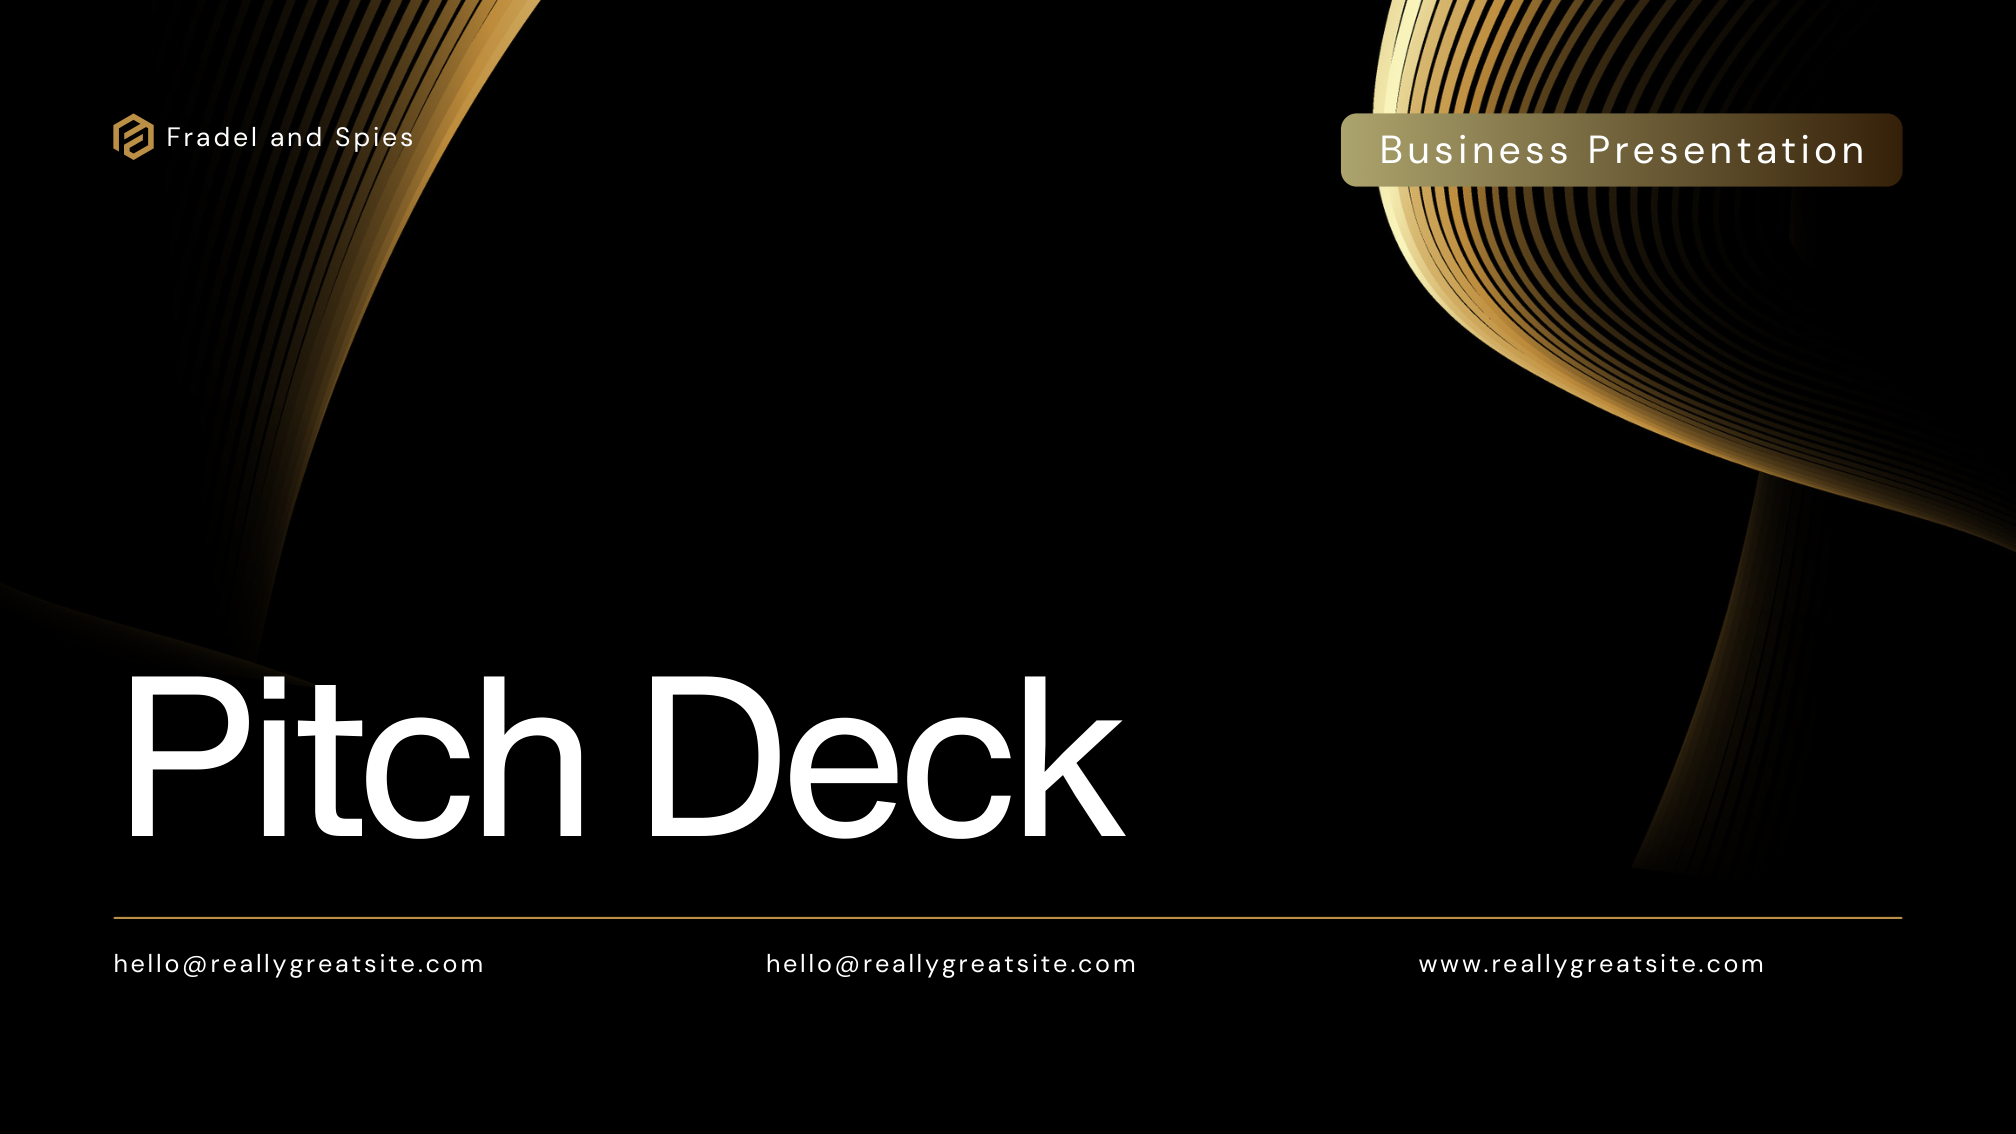 Fradel and Spies
Business Presentation
Pitch Deck
hello@reallygreatsite.com
hello@reallygreatsite.com
www.reallygreatsite.com